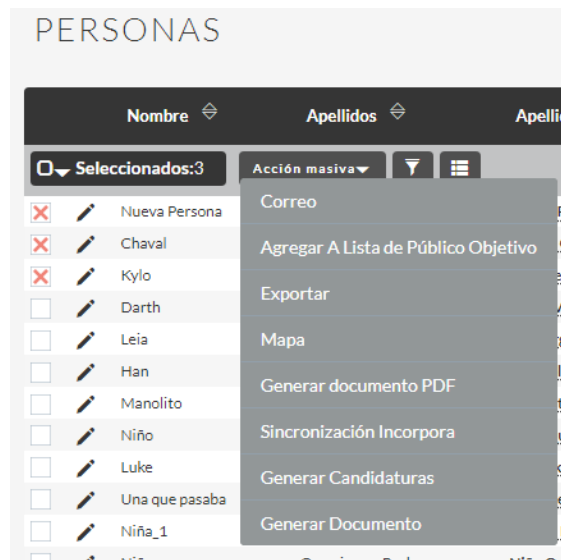 PERSONAS
Nombre Apellidos
Seleccionados:3 Acción masiva
Correo
Nueva Persona
Chaval Agregar A Lista de Público Objetivo
Kylo
Exportar
Darth
Leia Mapa
Han
Generar documento PDF
Manolito
Niño Sincronización Incorpora
Luke
Generar Candidaturas
Una que pasaba
Niña_1 Generar Documento